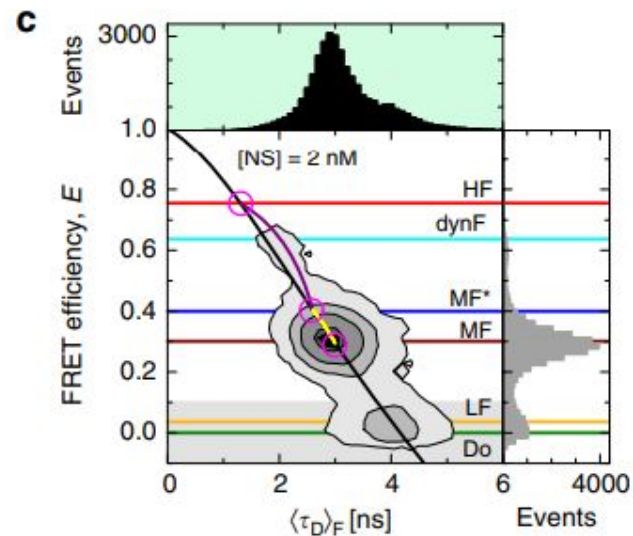 c
Events
3000
1.0
0.8
0.6
0.4
0.2
0.0
FRET efficiency, E
[NS] = 2 nM
HF
dynF
MF*
MF
LF
Do
0 2 4 6 4000
⟨τD⟩F [ns] Events